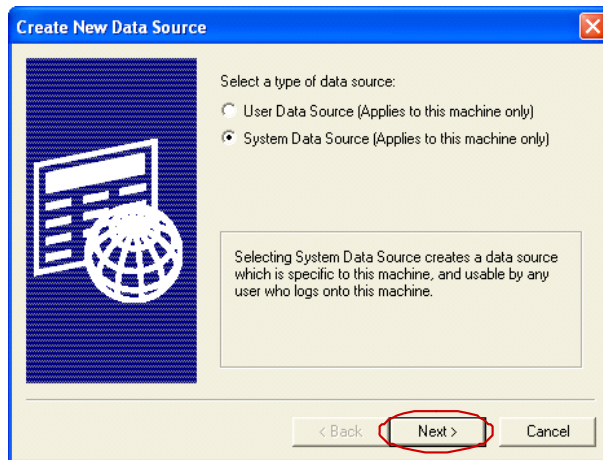 Create New Data Source
Select a type of data source:
User Data Source (Applies to this machine only)
System Data Source (Applies to this machine only)
Selecting System Data Source creates a data source
which is specific to this machine, and usable by any
user who logs onto this machine.
< Back
Next >
Cancel